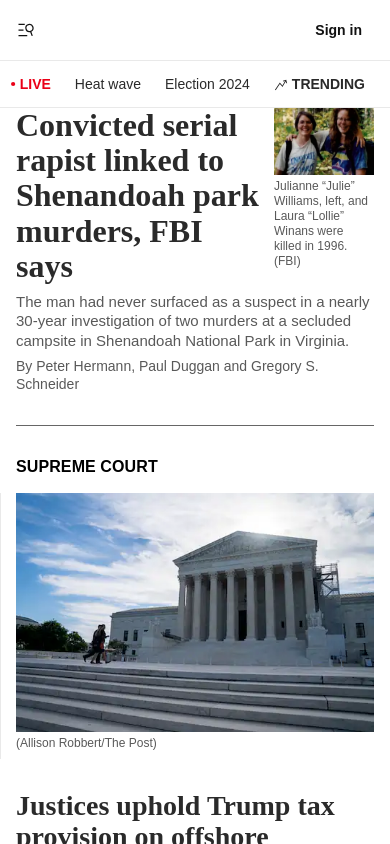 Sign in
• LIVE Heat wave Election 2024 TRENDING
Convicted serial
rapist linked to
Shenandoah park
murders, FBI
says
Julianne “Julie”
Williams, left, and
Laura “Lollie”
Winans were
killed in 1996.
(FBI)
The man had never surfaced as a suspect in a nearly
30-year investigation of two murders at a secluded
campsite in Shenandoah National Park in Virginia.
By Peter Hermann, Paul Duggan and Gregory S.
Schneider
SUPREME COURT
(Allison Robbert/The Post)
Justices uphold Trump tax
provision on offshore